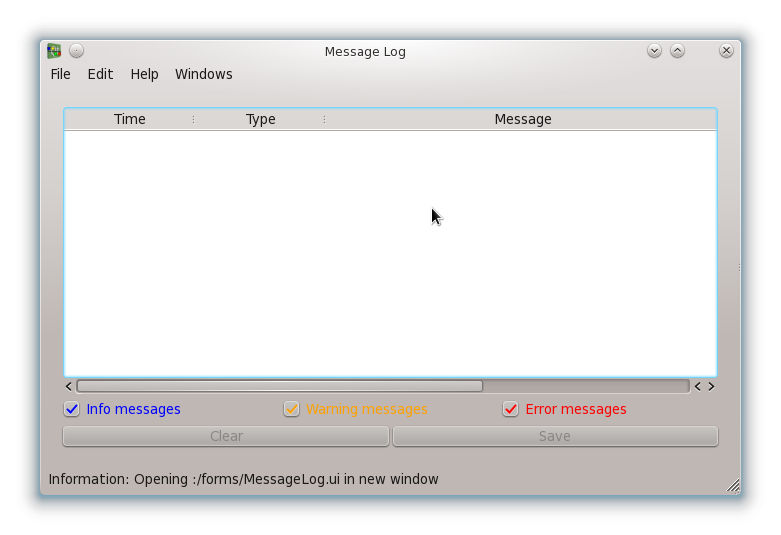 Message Log
File Edit Help Windows
Time Type Message
Info messages Warning messages Error messages
Clear Save
Information: Opening :/forms/MessageLog.ui in new window